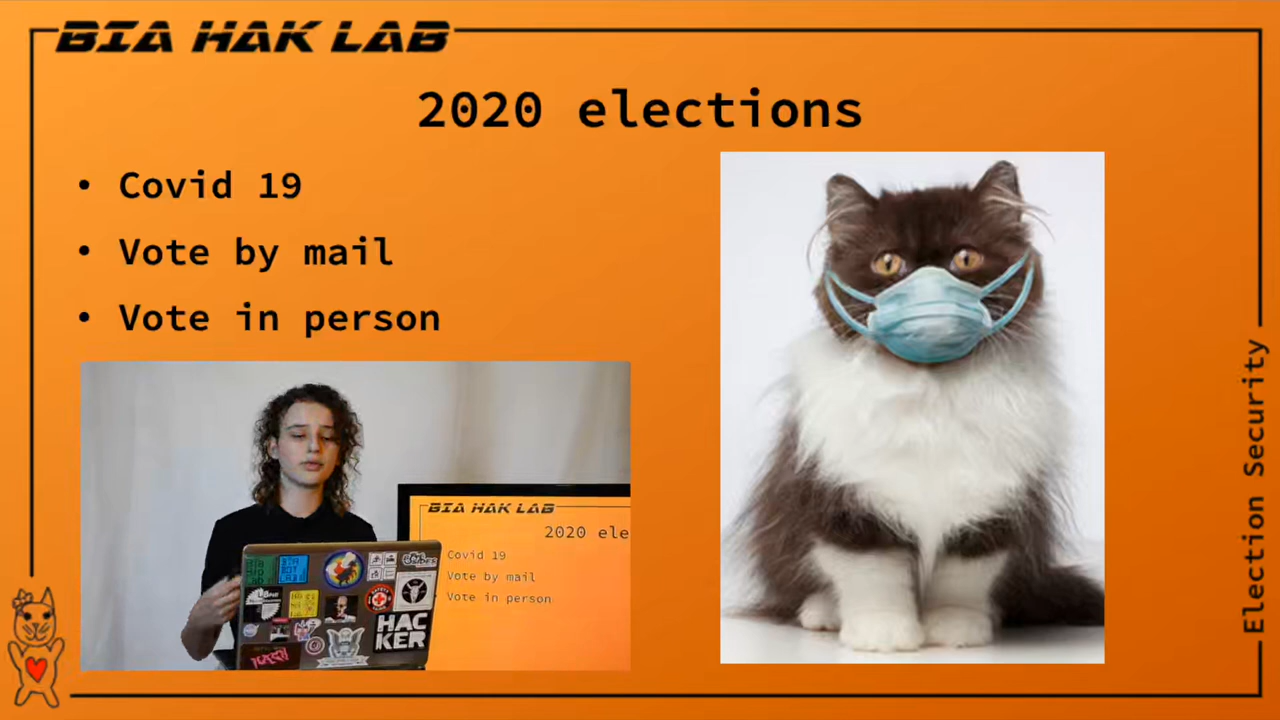 BIA HAK LAB
2020 elections
• Covid 19
• Vote by mail
• Vote in person
BIA HAK LAB
2020 ele
Covid 19
Vote by mail
Vote in person
HAC
KER
Election Security